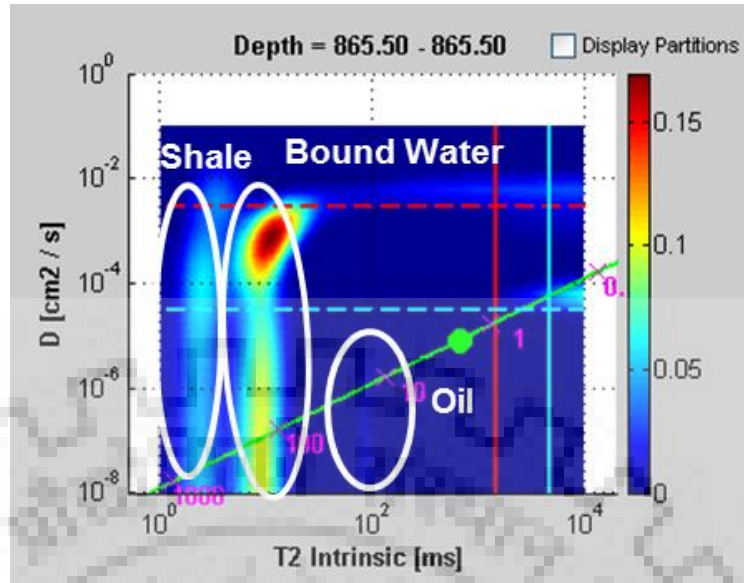 Depth = 865.50 - 865.50
Display Partitions
10^0
10^-2
10^-4
10^-6
10^-8
D [cm2 / s]
Shale
Bound Water
Oil
0.
1
10
100
1000
0.15
0.1
0.05
0
10^0
10^2
10^4
T2 Intrinsic [ms]